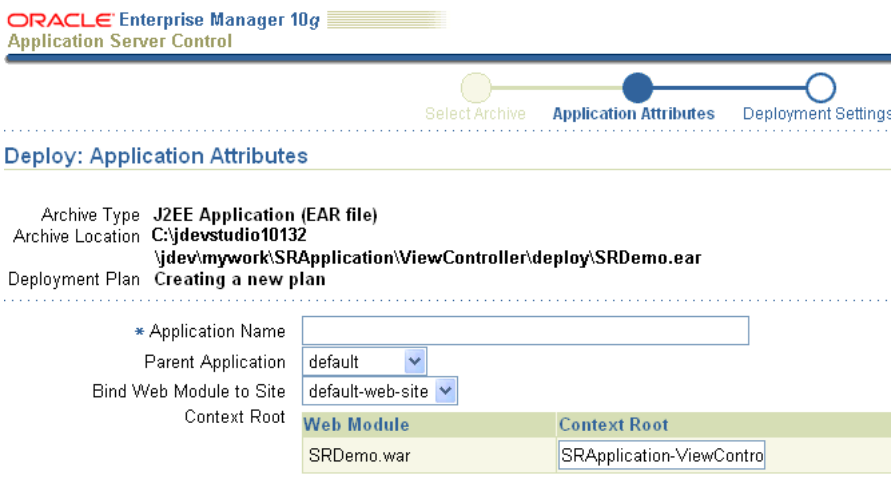 ORACLE Enterprise Manager 10g
Application Server Control
Select Archive Application Attributes Deployment Settings
Deploy: Application Attributes
Archive Type J2EE Application (EAR file)
Archive Location C:\jdevstudio10132
\jdev\mywork\SRApplication\ViewController\deploy\SRDemo.ear
Deployment Plan Creating a new plan
* Application Name
Parent Application default
Bind Web Module to Site default-web-site
Context Root
Web Module Context Root
SRDemo.war SRApplication-ViewContro